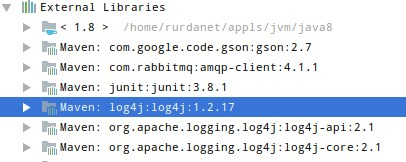 External Libraries
< 1.8 > /home/rurdanet/appls/jvm/java8
Maven: com.google.code.gson:gson:2.7
Maven: com.rabbitmq:amqp-client:4.1.1
Maven: junit:junit:3.8.1
Maven: log4j:log4j:1.2.17
Maven: org.apache.logging.log4j:log4j-api:2.1
Maven: org.apache.logging.log4j:log4j-core:2.1